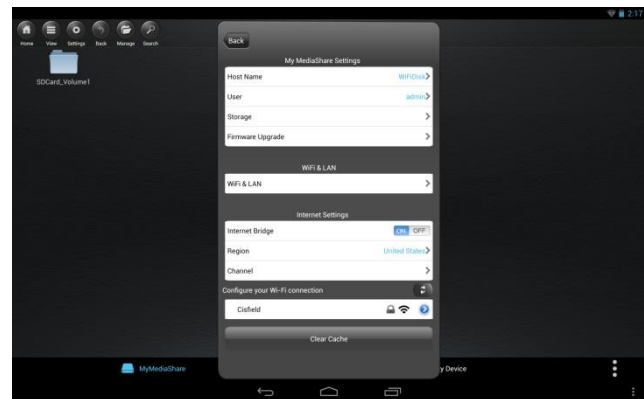 2:17
Home View Settings Back Manage Search
Back
SDCard_Volume1
My MediaShare Settings
Host Name WiFiDisk
User admin
Storage
Firmware Upgrade
WiFi & LAN
WiFi & LAN
Internet Settings
Internet Bridge ON OFF
Region United States
Channel
Configure your Wi-Fi connection
Cisfield
Clear Cache
MyMediaShare
y Device